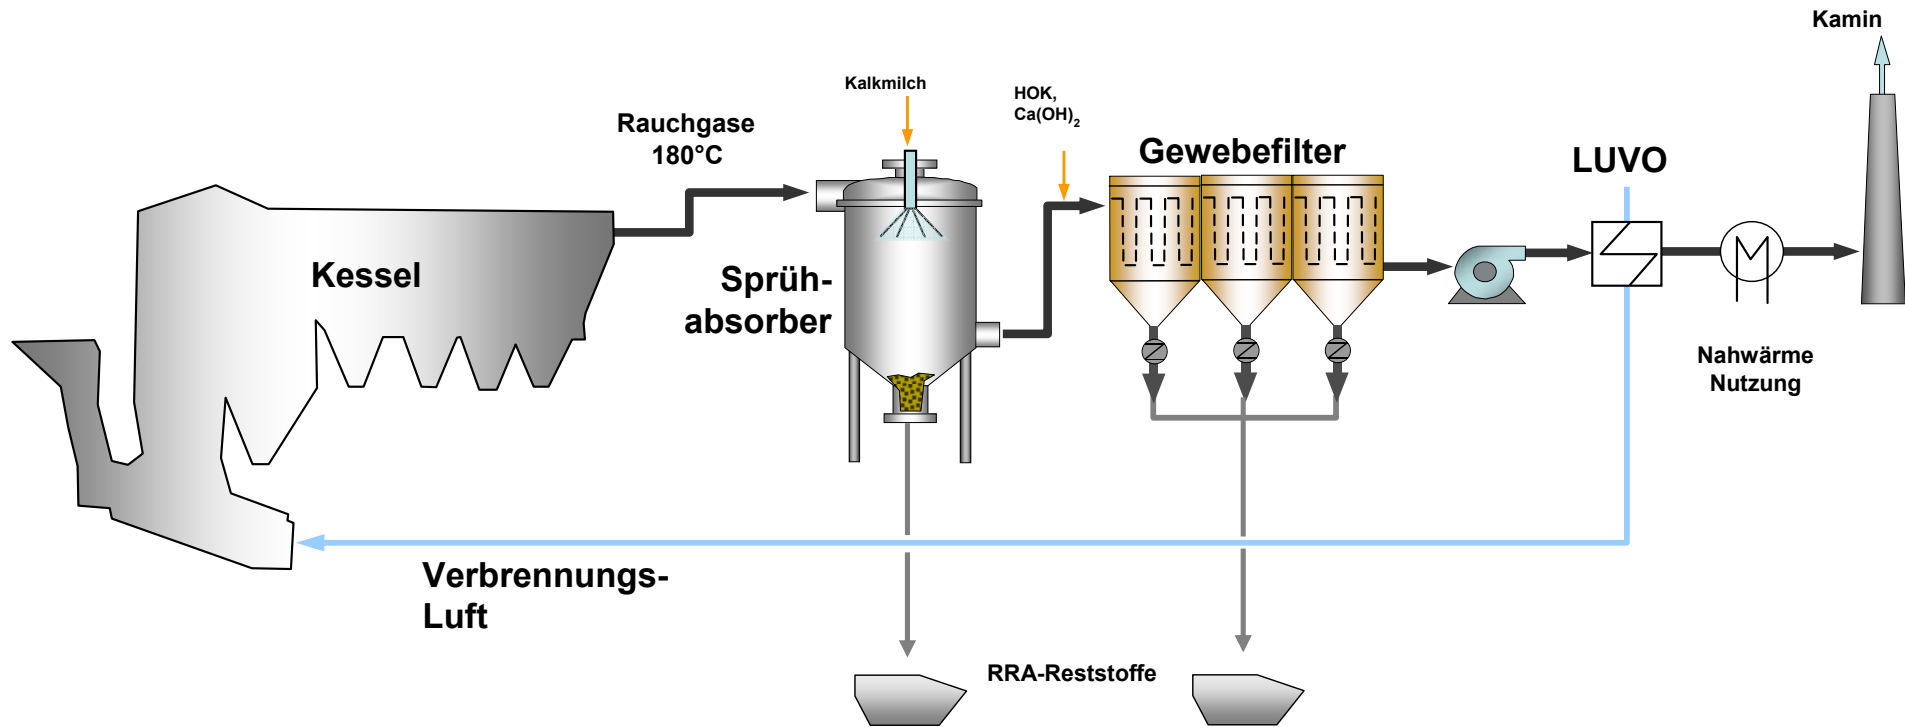 Kamin
Kalkmilch
HOK,
Ca(OH)2
Rauchgase
180°C
Gewebefilter
LUVO
Kessel
Sprüh-
absorber
Nahwärme
Nutzung
Verbrennungs-
Luft
RRA-Reststoffe